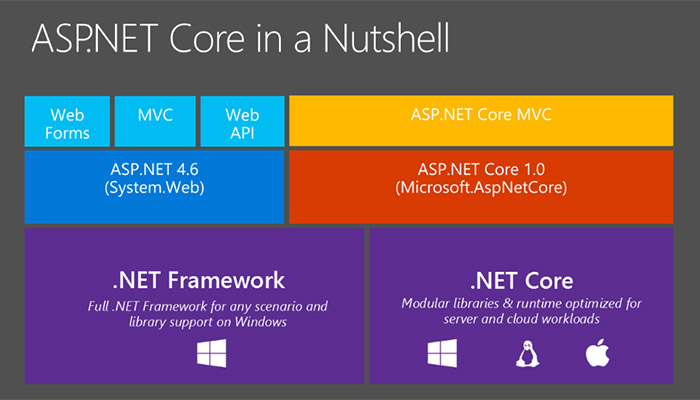 ASP.NET Core in a Nutshell
Web
Forms
MVC
Web
API
ASP.NET Core MVC
ASP.NET 4.6
(System.Web)
ASP.NET Core 1.0
(Microsoft.AspNetCore)
.NET Framework
Full .NET Framework for any scenario and
library support on Windows
.NET Core
Modular libraries & runtime optimized for
server and cloud workloads